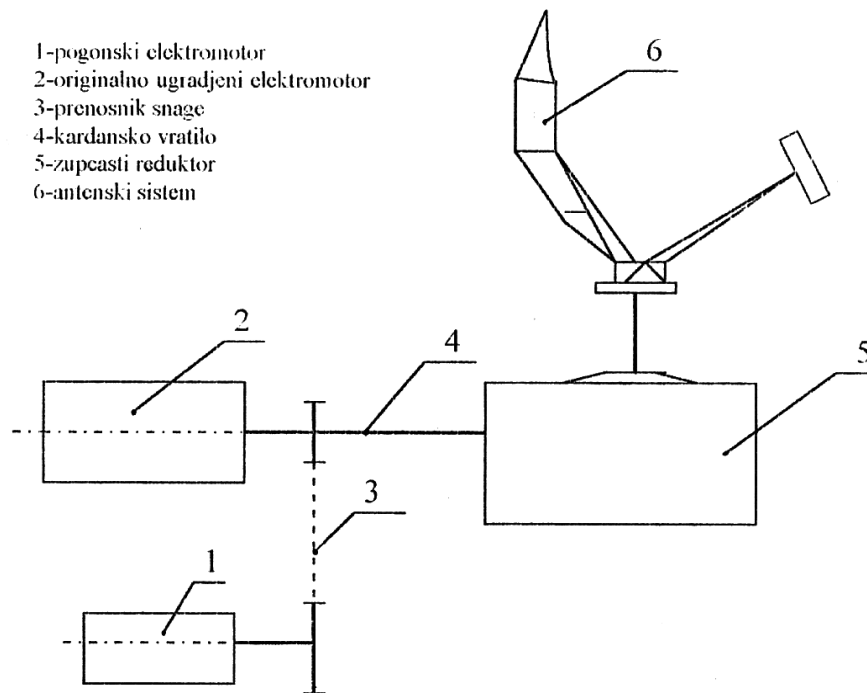 1-pogonski elektromotor
2-originalno ugradjeni elektromotor
3-prenosnik snage
4-kardansko vratilo
5-zupcasti reduktor
6-antenski sistem
6
2
4
5
3
1